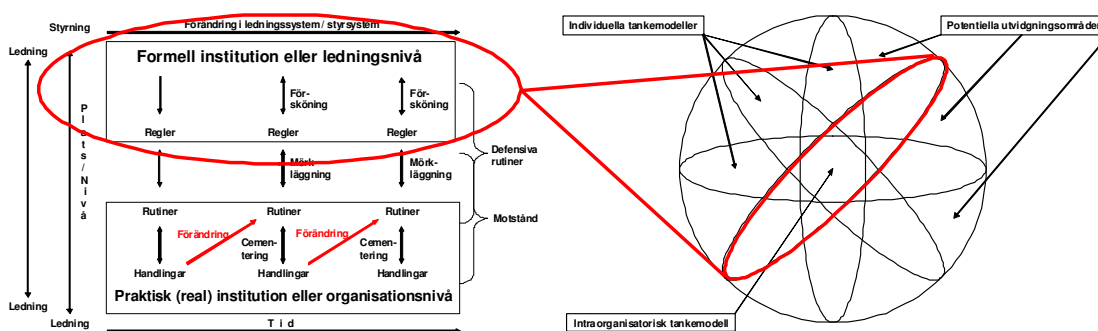 Styrning
Förändring i ledningssystem / styrsystem
Ledning
Ledning
Formell institution eller ledningsnivå
För-
sköning
För-
sköning
Regler
Regler
Regler
Plats/Nivå
Mörk-
läggning
Mörk-
läggning
Defensiva
rutiner
Motstånd
Rutiner
Rutiner
Rutiner
Förändring
Förändring
Cemen-
tering
Cemen-
tering
Handlingar
Handlingar
Handlingar
Praktisk (real) institution eller organisationsnivå
Ledning
Ledning
Tid
Individuella tankemodeller
Potentiella utvidgningsområden
Intraorganisatorisk tankemodell